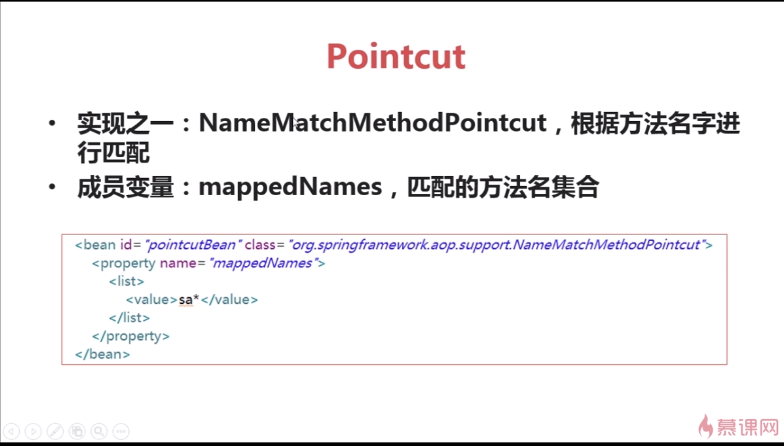 Pointcut
• 实现之一：NameMatchMethodPointcut，根据方法名字进
行匹配
• 成员变量：mappedNames，匹配的方法名集合
<bean id="pointcutBean" class="org.springframework.aop.support.NameMatchMethodPointcut">
<property name="mappedNames">
<list>
<value>sa*</value>
</list>
</property>
</bean>
慕课网